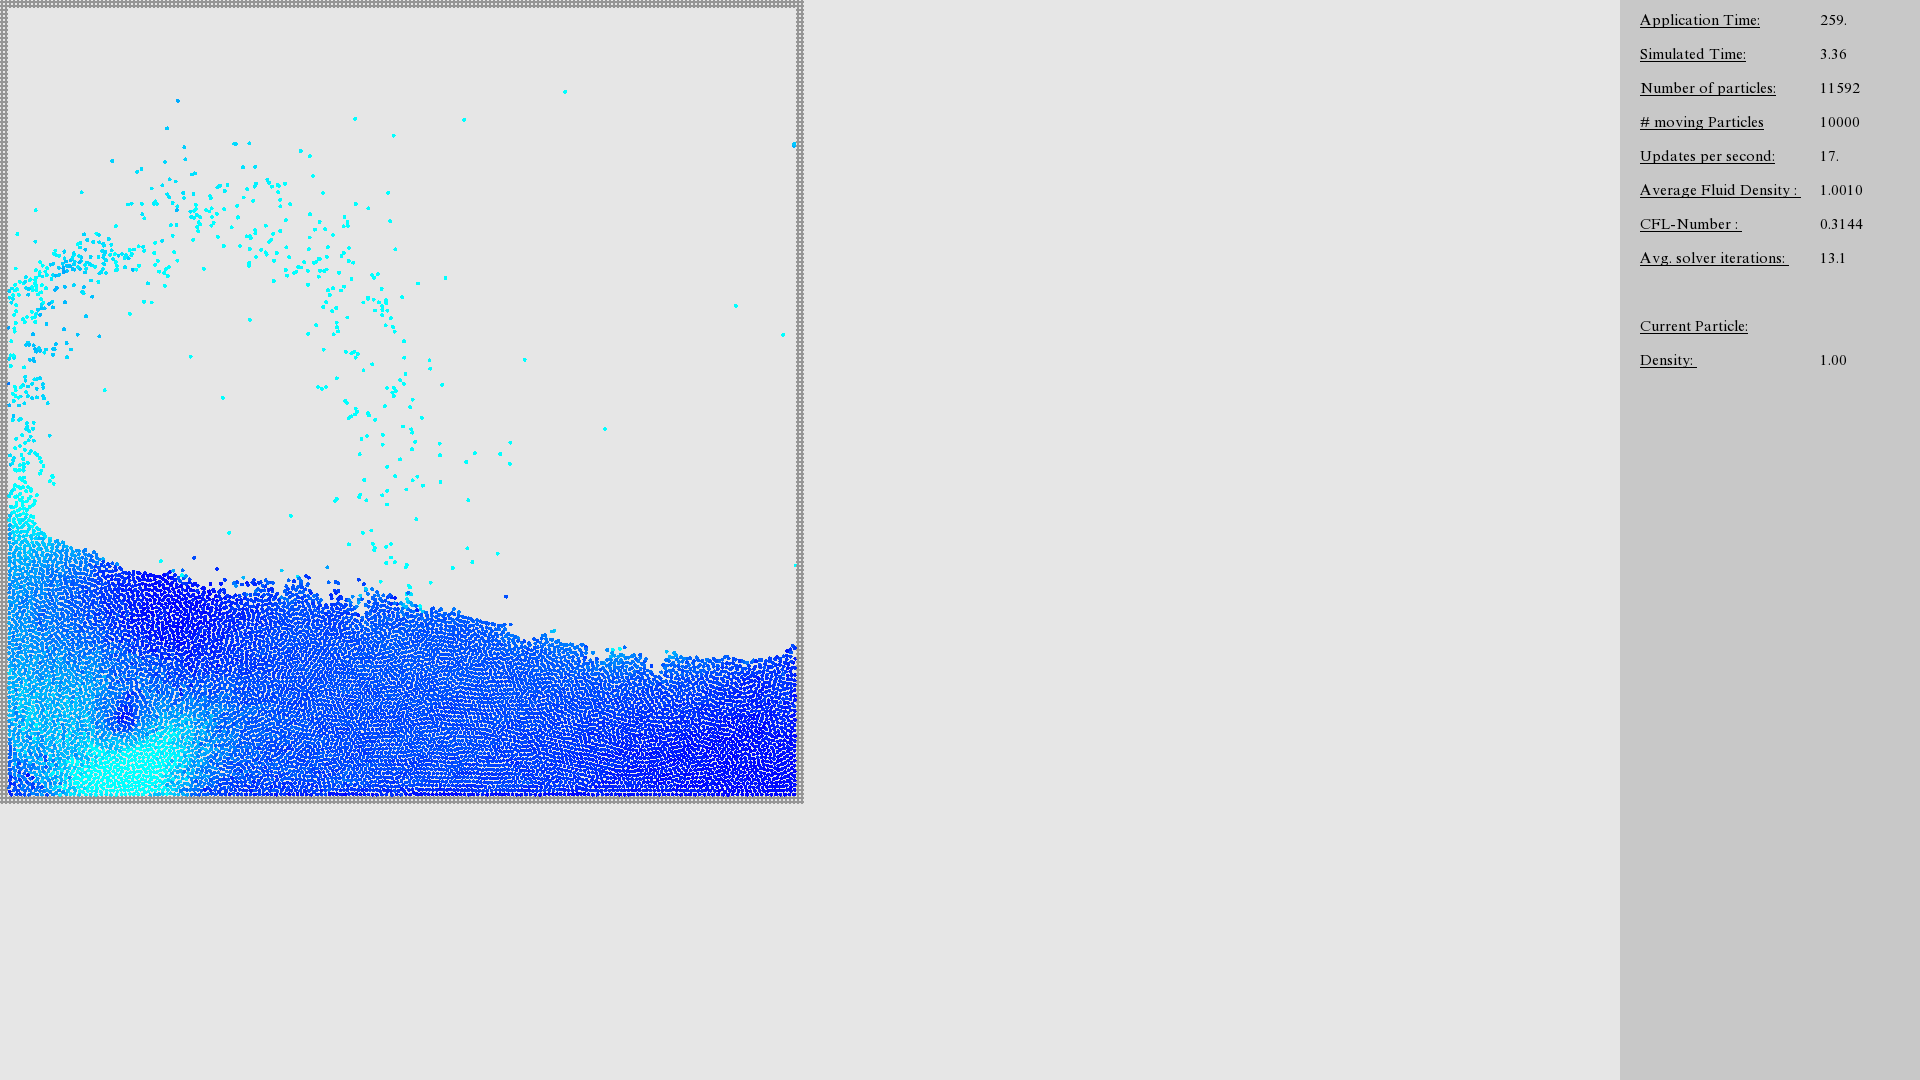 Application Time: 259.
Simulated Time: 3.36
Number of particles: 11592
# moving Particles 10000
Updates per second: 17.
Average Fluid Density : 1.0010
CFL-Number : 0.3144
Avg. solver iterations: 13.1
Current Particle:
Density: 1.00